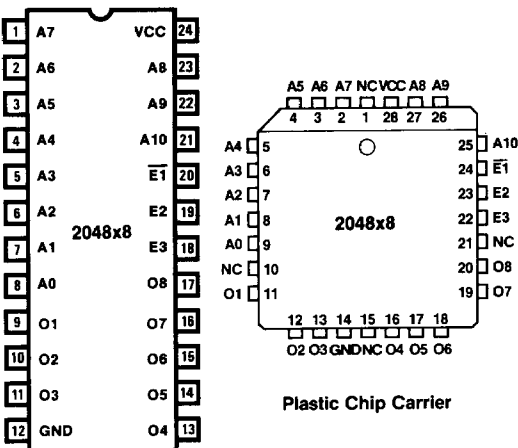 1 A7 VCC 24
2 A6 A8 23
3 A5 A9 22
4 A4 A10 21
5 A3 E1 20
6 A2 E2 19
2048x8
7 A1 E3 18
8 A0 O8 17
9 O1 O7 16
10 O2 O6 15
11 O3 O5 14
12 GND O4 13
A5 A6 A7 NC VCC A8 A9
4 3 2 1 28 27 26
A4 5 25 A10
A3 6 24 E1
A2 7 23 E2
A1 8 2048x8 22 E3
A0 9 21 NC
NC 10 20 O8
O1 11 19 O7
12 13 14 15 16 17 18
O2 O3 GND NC O4 O5 O6
Plastic Chip Carrier